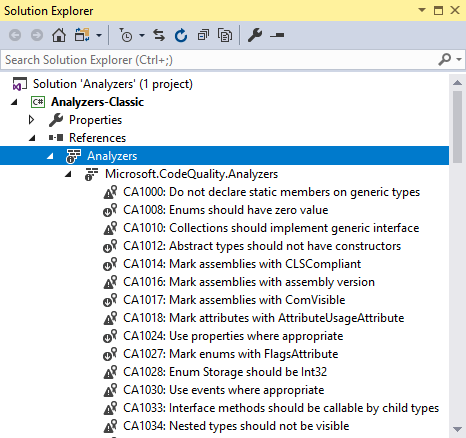 Solution Explorer
Search Solution Explorer (Ctrl+;)
Solution 'Analyzers' (1 project)
C# Analyzers-Classic
Properties
References
Analyzers
Microsoft.CodeQuality.Analyzers
CA1000: Do not declare static members on generic types
CA1008: Enums should have zero value
CA1010: Collections should implement generic interface
CA1012: Abstract types should not have constructors
CA1014: Mark assemblies with CLSCompliant
CA1016: Mark assemblies with assembly version
CA1017: Mark assemblies with ComVisible
CA1018: Mark attributes with AttributeUsageAttribute
CA1024: Use properties where appropriate
CA1027: Mark enums with FlagsAttribute
CA1028: Enum Storage should be Int32
CA1030: Use events where appropriate
CA1033: Interface methods should be callable by child types
CA1034: Nested types should not be visible